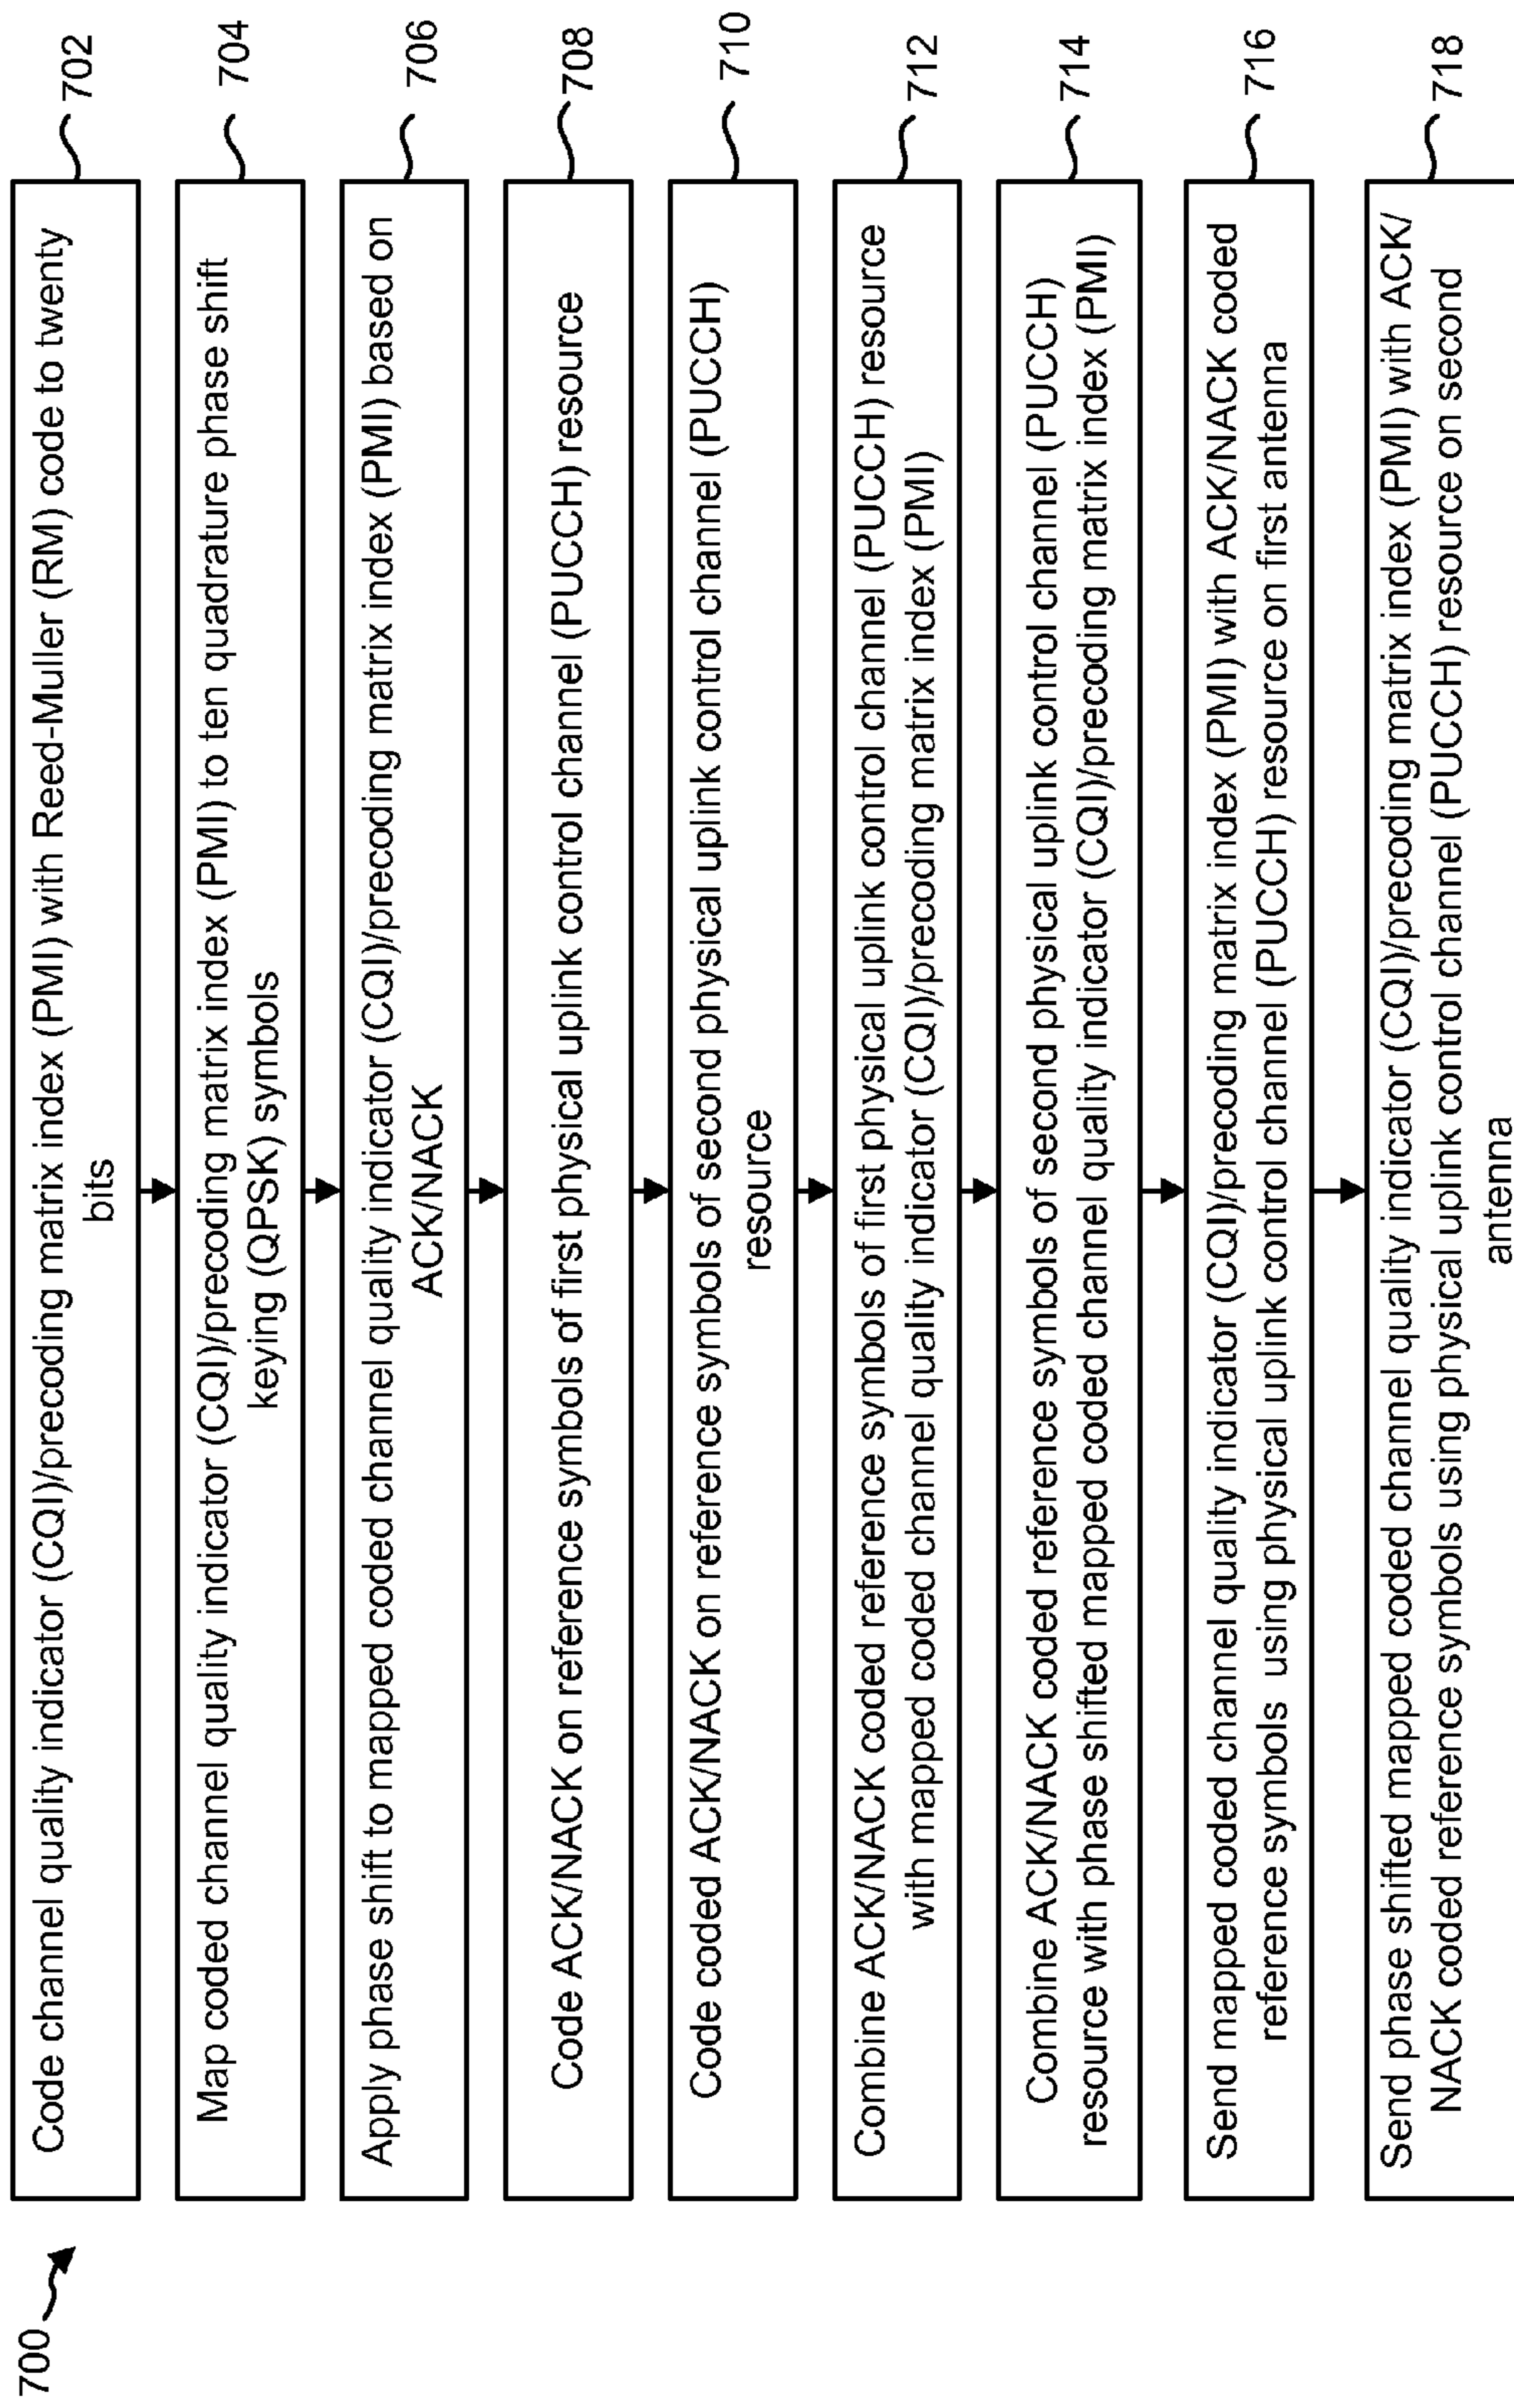 700
Code channel quality indicator (CQI)/precoding matrix index (PMI) with Reed-Muller (RM) code to twenty
bits
702
Map coded channel quality indicator (CQI)/precoding matrix index (PMI) to ten quadrature phase shift
keying (QPSK) symbols
704
Apply phase shift to mapped coded channel quality indicator (CQI)/precoding matrix index (PMI) based on
ACK/NACK
706
Code ACK/NACK on reference symbols of first physical uplink control channel (PUCCH) resource
708
Code coded ACK/NACK on reference symbols of second physical uplink control channel (PUCCH)
resource
710
Combine ACK/NACK coded reference symbols of first physical uplink control channel (PUCCH) resource
with mapped coded channel quality indicator (CQI)/precoding matrix index (PMI)
712
Combine ACK/NACK coded reference symbols of second physical uplink control channel (PUCCH)
resource with phase shifted mapped coded channel quality indicator (CQI)/precoding matrix index (PMI)
714
Send mapped coded channel quality indicator (CQI)/precoding matrix index (PMI) with ACK/NACK coded
reference symbols using physical uplink control channel (PUCCH) resource on first antenna
716
Send phase shifted mapped coded channel quality indicator (CQI)/precoding matrix index (PMI) with ACK/
NACK coded reference symbols using physical uplink control channel (PUCCH) resource on second
antenna
718